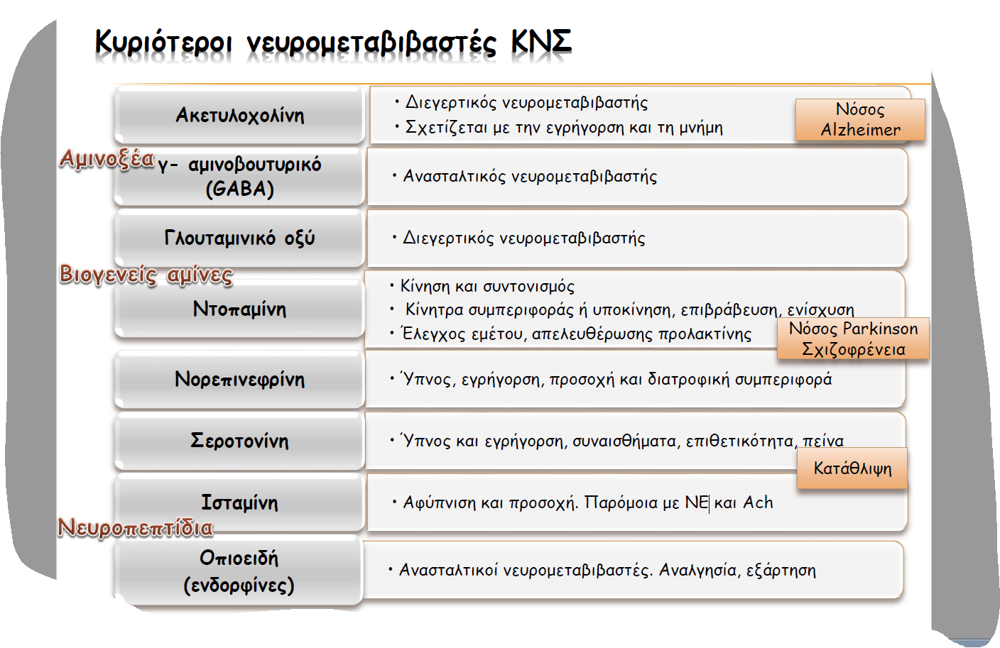 Κυριότεροι νευρομεταβιβαστές ΚΝΣ
Ακετυλοχολίνη
• Διεγερτικός νευρομεταβιβαστής
• Σχετίζεται με την εγρήγορση και τη μνήμη
Νόσος
Alzheimer
Αμινοξέα
γ- αμινοβουτυρικό
(GABA)
• Ανασταλτικός νευρομεταβιβαστής
Γλουταμινικό οξύ
• Διεγερτικός νευρομεταβιβαστής
Βιογενείς αμίνες
Ντοπαμίνη
• Κίνηση και συντονισμός
• Κίνητρα συμπεριφοράς ή υποκίνηση, επιβράβευση, ενίσχυση
• Έλεγχος εμέτου, απελευθέρωσης προλακτίνης
Νόσος Parkinson
Σχιζοφρένεια
Νορεπινεφρίνη
• Ύπνος, εγρήγορση, προσοχή και διατροφική συμπεριφορά
Σεροτονίνη
• Ύπνος και εγρήγορση, συναισθήματα, επιθετικότητα, πείνα
Κατάθλιψη
Ισταμίνη
• Αφύπνιση και προσοχή. Παρόμοια με ΝΕ και Ach
Νευροπεπτίδια
Οπιοειδή
(ενδορφίνες)
• Ανασταλτικοί νευρομεταβιβαστές. Αναλγησία, εξάρτηση